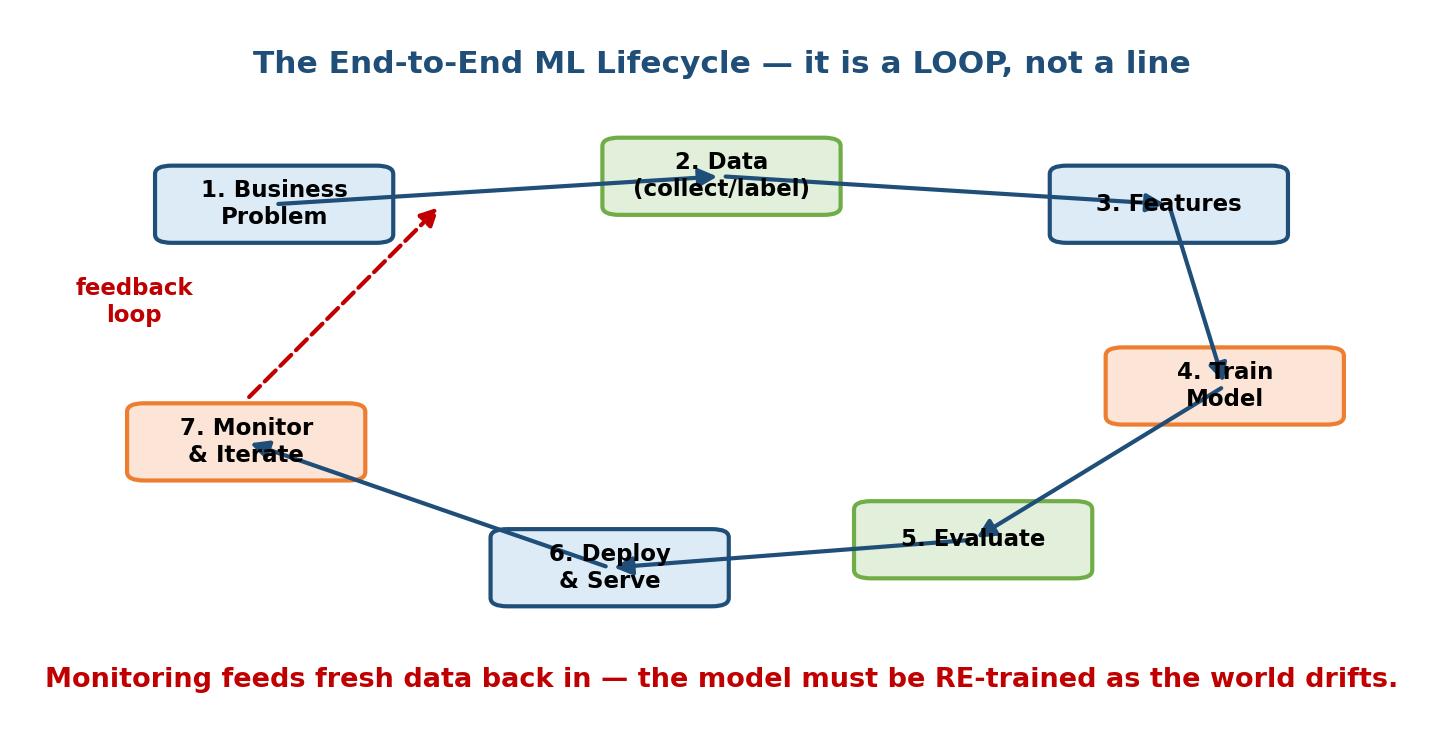 The End-to-End ML Lifecycle — it is a LOOP, not a line
1. Business
Problem
2. Data
(collect/label)
3. Features
4. Train
Model
5. Evaluate
6. Deploy
& Serve
7. Monitor
& Iterate
feedback
loop
Monitoring feeds fresh data back in — the model must be RE-trained as the world drifts.